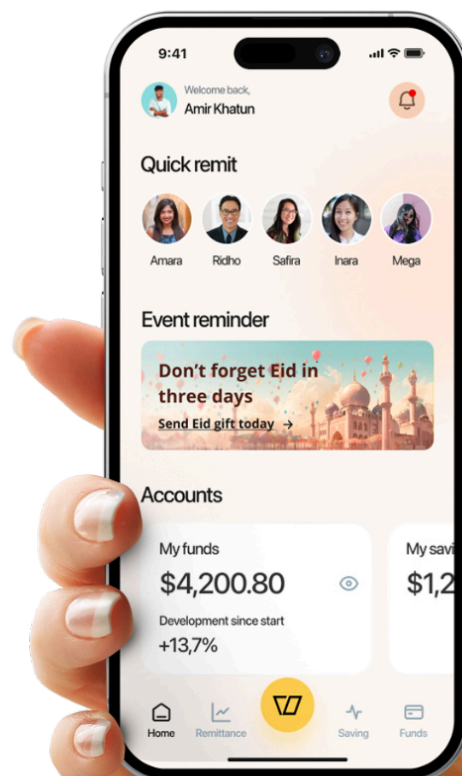 9:41
Welcome back,
Amir Khatun
Quick remit
Amara Ridho Safira Inara Mega
Event reminder
Don't forget Eid in
three days
Send Eid gift today →
Accounts
My funds
$4,200.80
Development since start
+13,7%
My savi
$1,2
Home Remittance Saving Funds